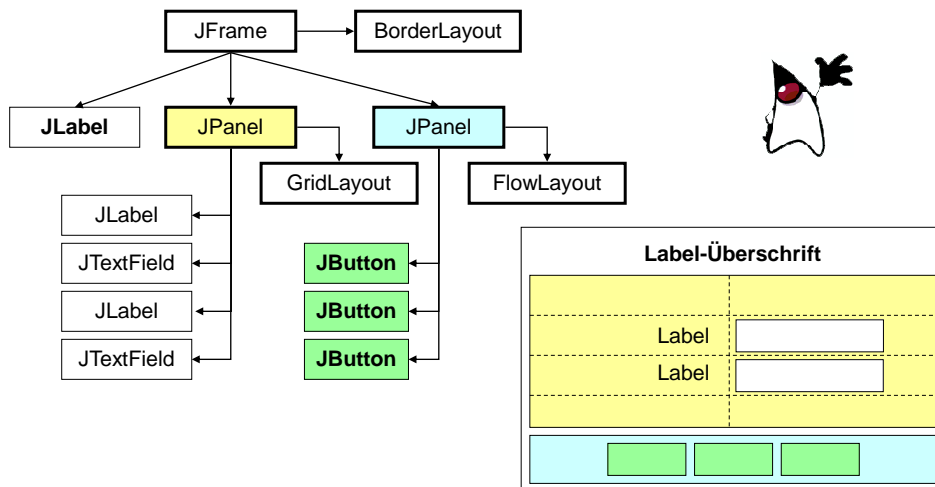 JFrame
BorderLayout
JLabel
JPanel
JPanel
GridLayout
FlowLayout
JLabel
JTextField
JLabel
JTextField
JButton
JButton
JButton
Label-Überschrift
Label
Label